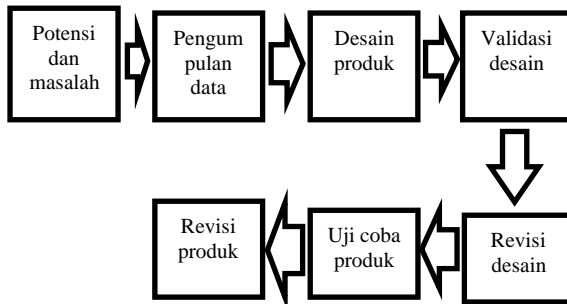 Potensi
dan
masalah
Pengum
pulan
data
Desain
produk
Validasi
desain
Revisi
desain
Uji coba
produk
Revisi
produk